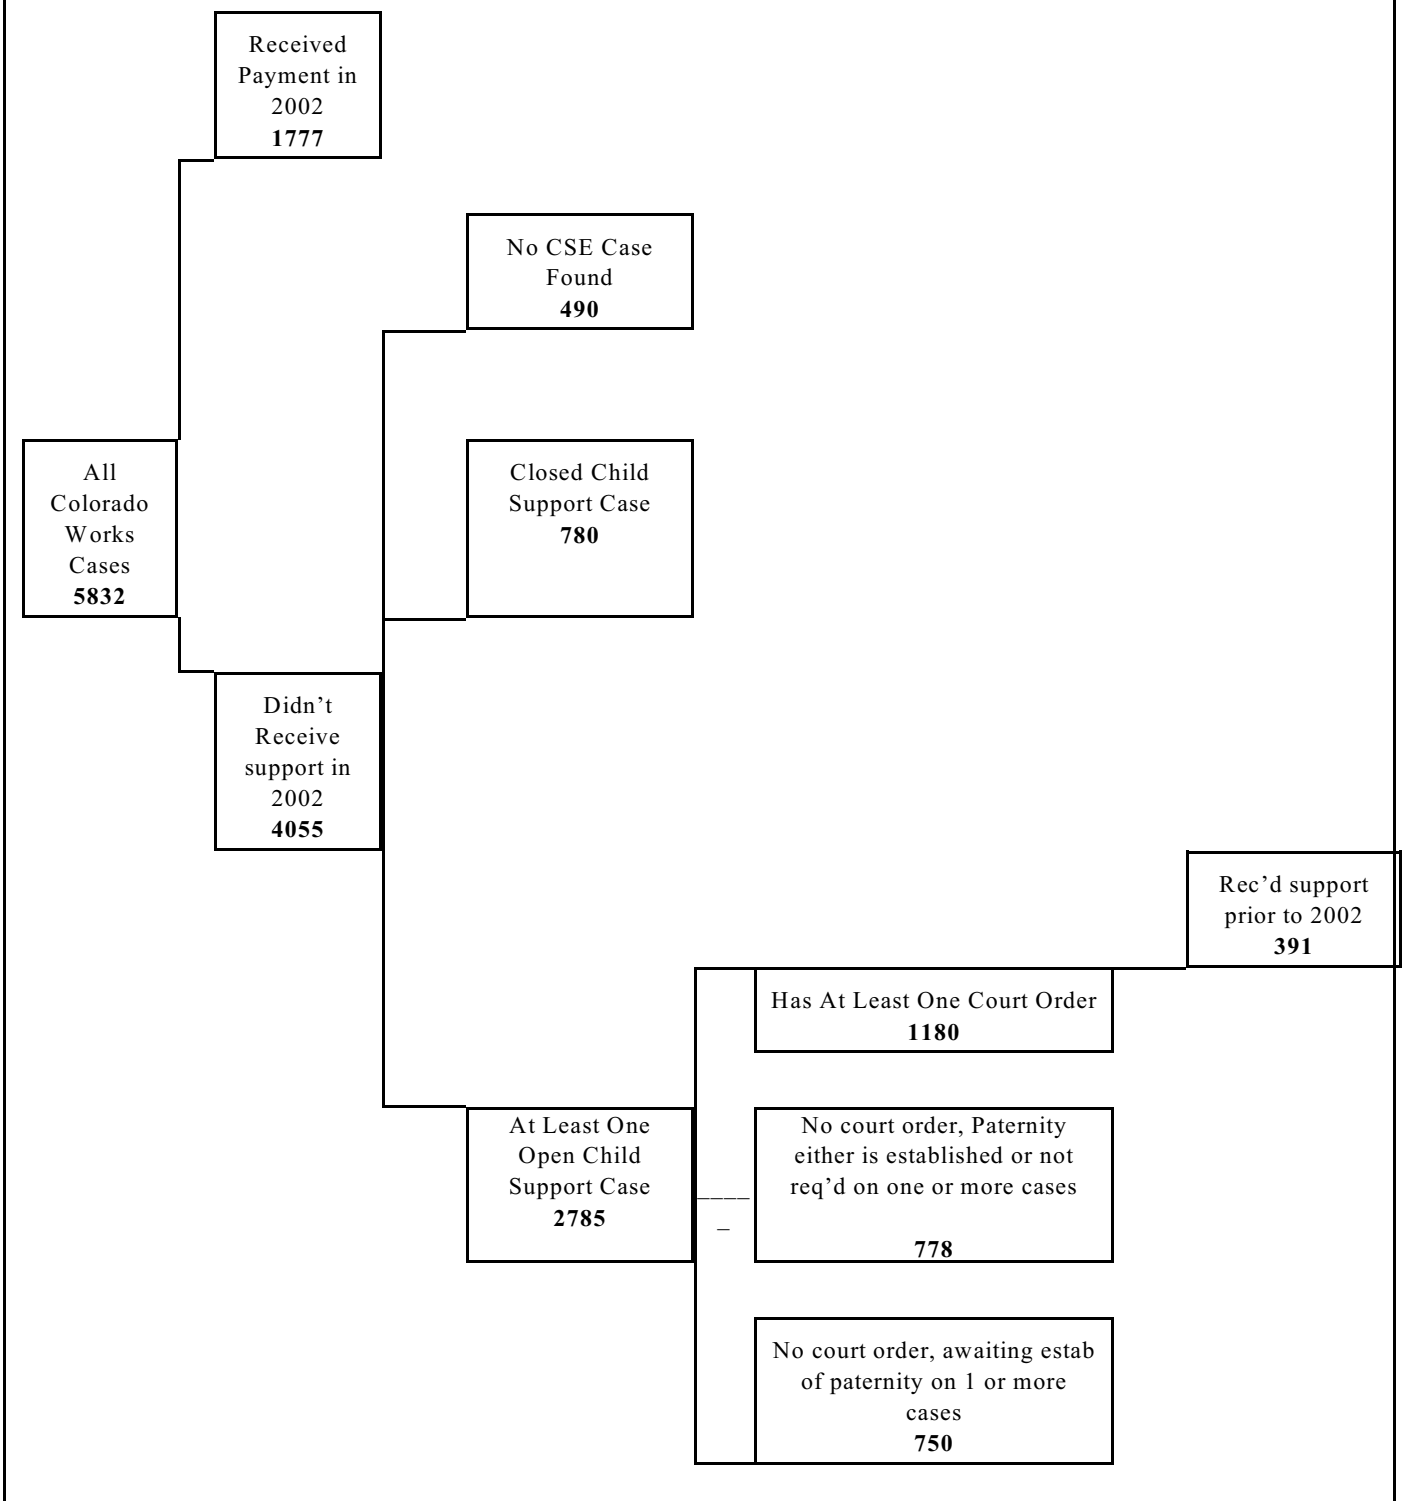 Received
Payment in
2002
1777
No CSE Case
Found
490
All
Colorado
Works
Cases
5832
Closed Child
Support Case
780
Didn’t
Receive
support in
2002
4055
Rec’d support
prior to 2002
391
Has At Least One Court Order
1180
At Least One
Open Child
Support Case
2785
No court order, Paternity
either is established or not
req’d on one or more cases
778
No court order, awaiting estab
of paternity on 1 or more
cases
750